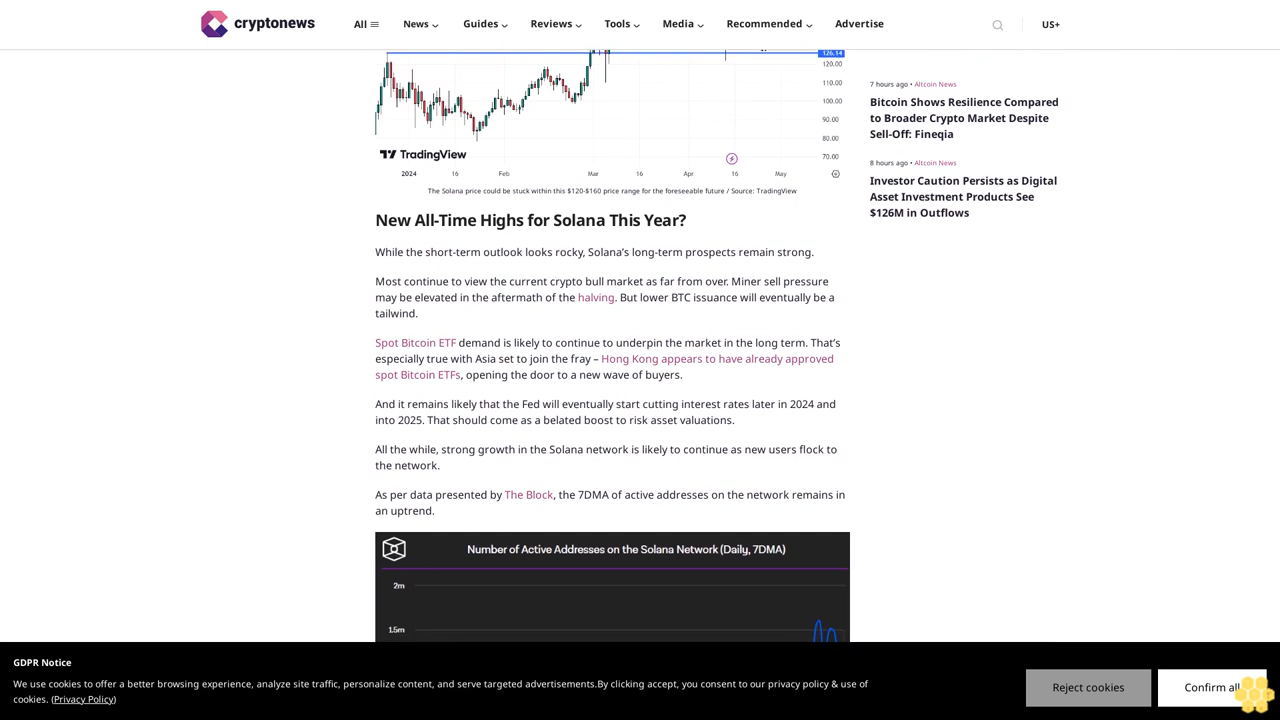 cryptonews
All
News
Guides
Reviews
Tools
Media
Recommended
Advertise
US+
126.14
120.00
110.00
100.00
90.00
80.00
70.00
TradingView
2024
16
Feb
Mar
16
Apr
16
May
The Solana price could be stuck within this $120-$160 price range for the foreseeable future / Source: TradingView
New All-Time Highs for Solana This Year?
While the short-term outlook looks rocky, Solana’s long-term prospects remain strong.
Most continue to view the current crypto bull market as far from over. Miner sell pressure
may be elevated in the aftermath of the halving. But lower BTC issuance will eventually be a
tailwind.
Spot Bitcoin ETF demand is likely to continue to underpin the market in the long term. That’s
especially true with Asia set to join the fray – Hong Kong appears to have already approved
spot Bitcoin ETFs, opening the door to a new wave of buyers.
And it remains likely that the Fed will eventually start cutting interest rates later in 2024 and
into 2025. That should come as a belated boost to risk asset valuations.
All the while, strong growth in the Solana network is likely to continue as new users flock to
the network.
As per data presented by The Block, the 7DMA of active addresses on the network remains in
an uptrend.
Number of Active Addresses on the Solana Network (Daily, 7DMA)
2m
1.5m
7 hours ago • Altcoin News
Bitcoin Shows Resilience Compared
to Broader Crypto Market Despite
Sell-Off: Fineqia
8 hours ago • Altcoin News
Investor Caution Persists as Digital
Asset Investment Products See
$126M in Outflows
GDPR Notice
We use cookies to offer a better browsing experience, analyze site traffic, personalize content, and serve targeted advertisements.By clicking accept, you consent to our privacy policy & use of
cookies. (Privacy Policy)
Reject cookies
Confirm all